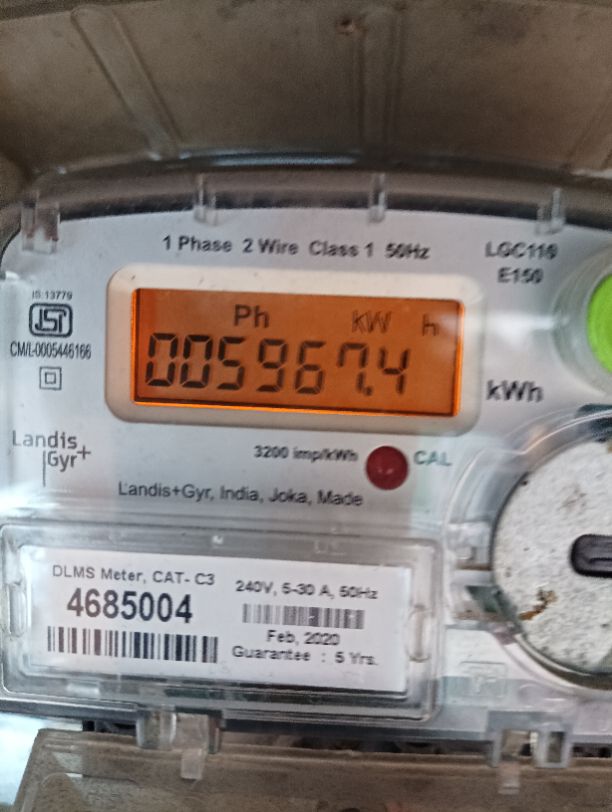 1 Phase 2 Wire Class 1 50Hz
LGC110
E150
IS:13779
ISI
CM/L-0005446166
Ph kW h
005967.4
kWh
Landis
Gyr+
3200 imp/kWh
CAL
Landis+Gyr, India, Joka, Made
DLMS Meter, CAT- C3
4685004
240V, 5-30 A, 50Hz
Feb, 2020
Guarantee : 5 Yrs.